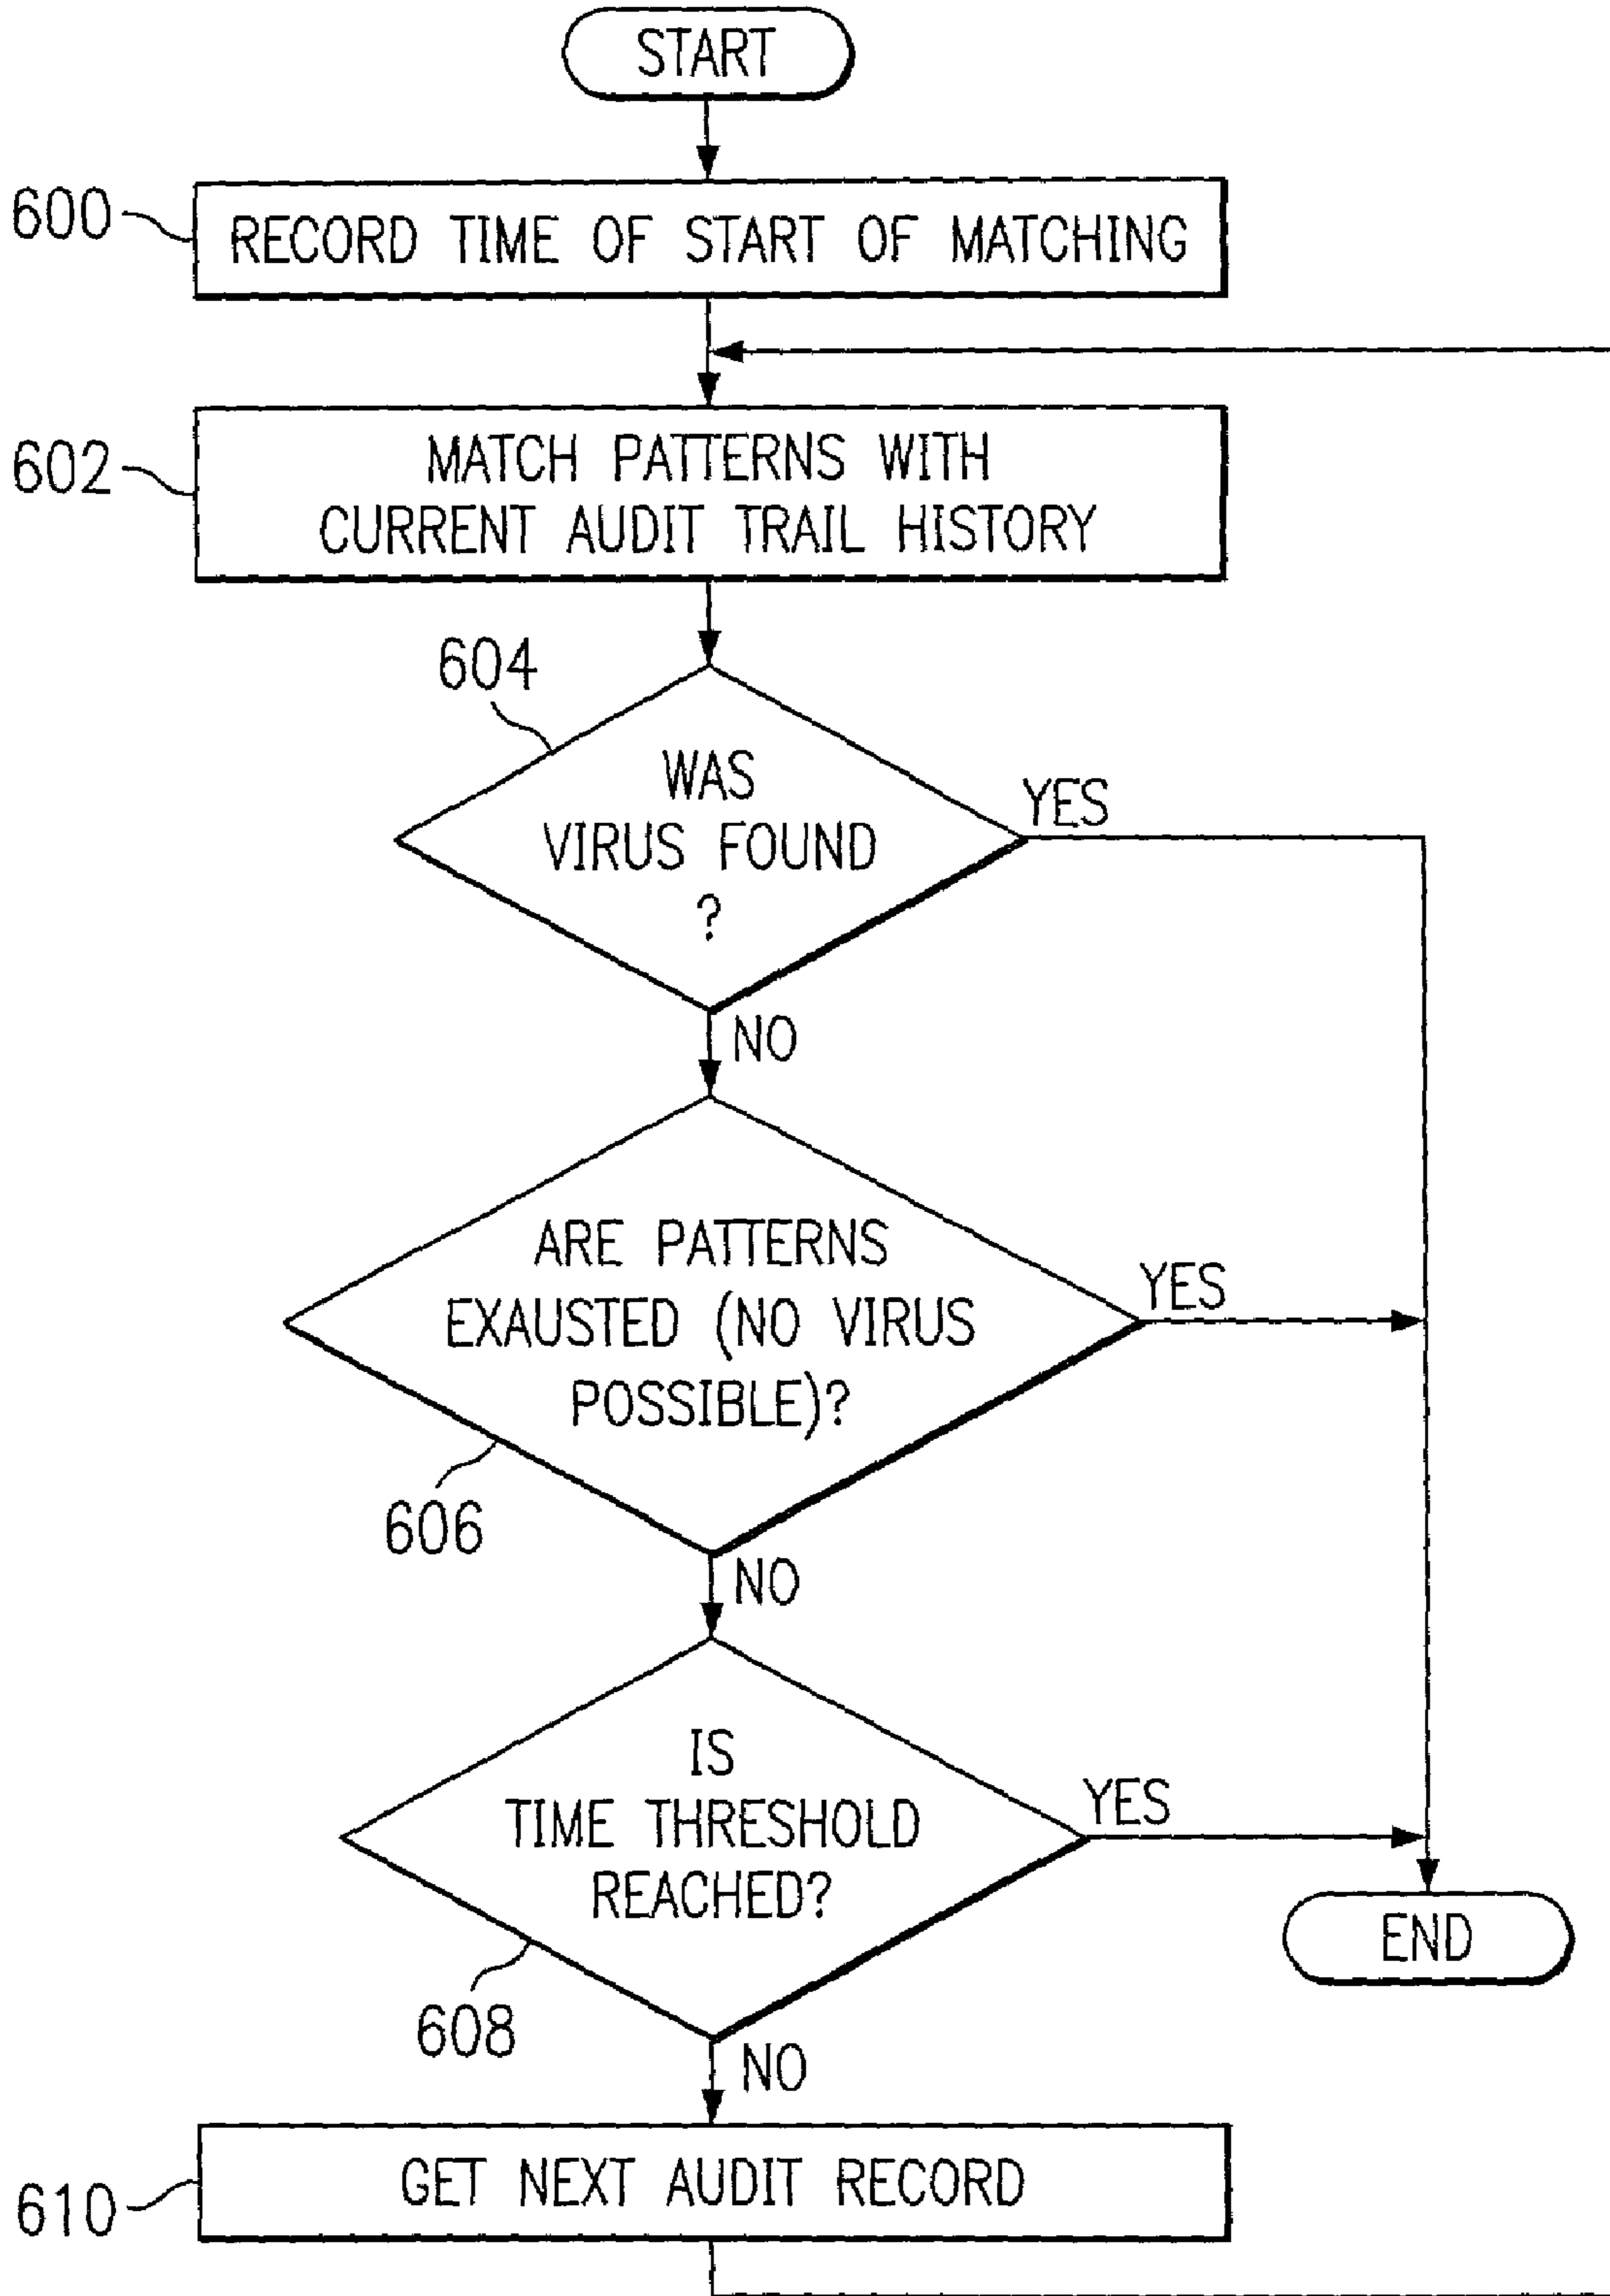 START
600
RECORD TIME OF START OF MATCHING
602
MATCH PATTERNS WITH
CURRENT AUDIT TRAIL HISTORY
604
WAS
VIRUS FOUND
?
YES
NO
ARE PATTERNS
EXAUSTED (NO VIRUS
POSSIBLE)?
YES
606
NO
IS
TIME THRESHOLD
REACHED?
YES
END
608
NO
GET NEXT AUDIT RECORD
610